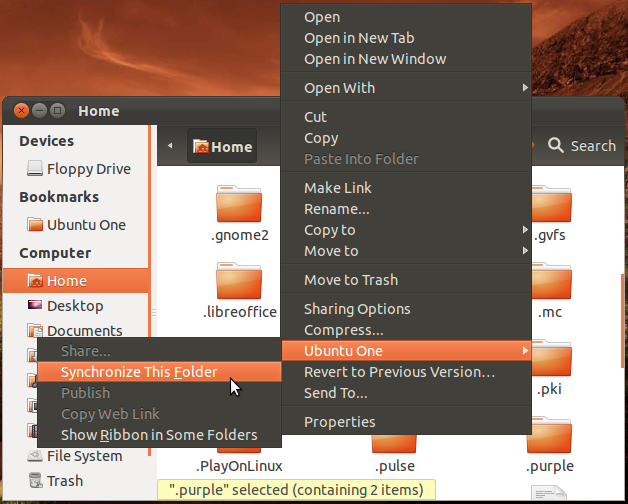 Open
Open in New Tab
Open in New Window
Open With
Cut
Copy
Paste Into Folder
Make Link
Rename...
Copy to
Move to
Move to Trash
Sharing Options
Compress...
Ubuntu One
Revert to Previous Version...
Send To...
Properties
Home
Devices
Floppy Drive
Bookmarks
Ubuntu One
Computer
Home
Desktop
Documents
Share...
Synchronize This Folder
Publish
Copy Web Link
Show Ribbon in Some Folders
File System
Trash
Home
Search
.gnome2
.gvfs
.libreoffice
.mc
.pki
.PlayOnLinux
.pulse
.purple
".purple" selected (containing 2 items)